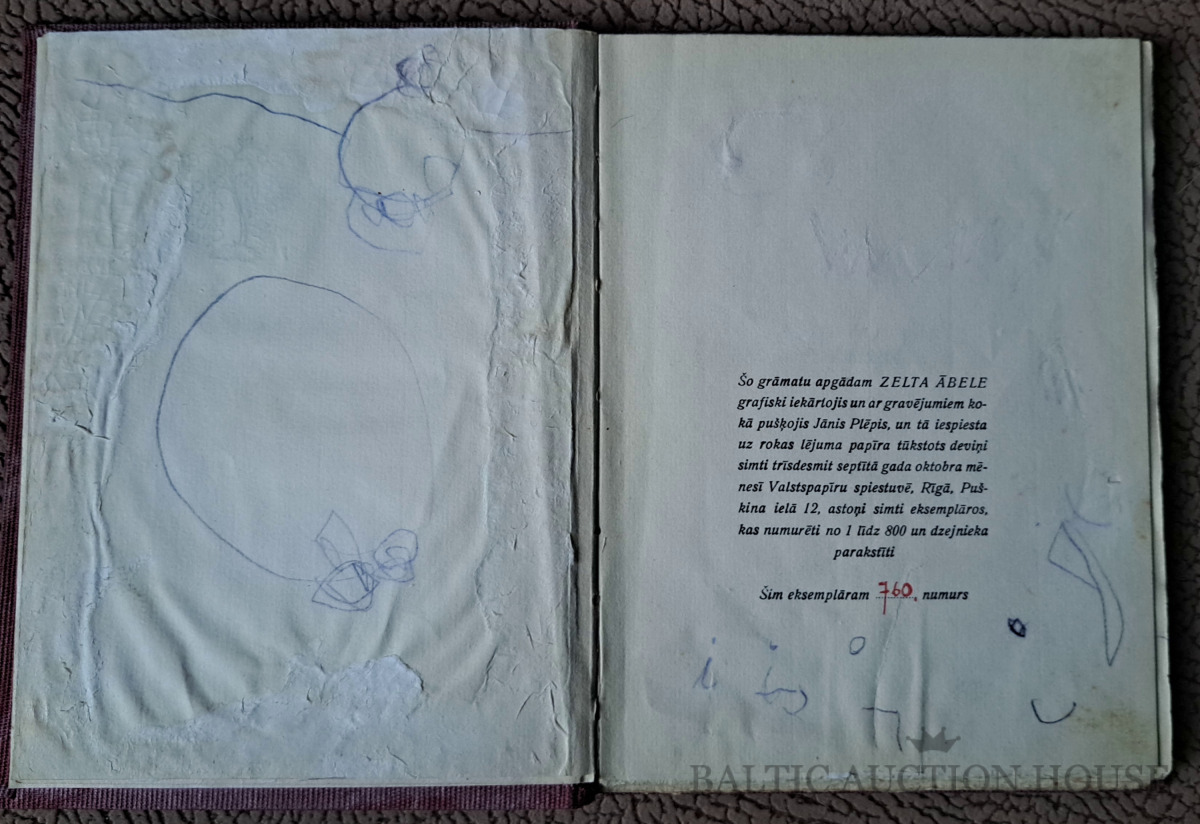 Šo grāmatu apgādam ZELTA ĀBELE
grafiski iekārtojis un ar gravējumiem ko-
kā pušķojis Jānis Plēpis, un tā iespiesta
uz rokas lējuma papīra tūkstots deviņi
simti trīsdesmit septītā gada oktobra mē-
nesī Valstspapīru spiestuvē, Rīgā, Puš-
kina ielā 12, astoņi simti eksemplāros,
kas numurēti no 1 līdz 800 un dzejnieka
parakstīti
Šim eksemplāram 760. numurs
BALTIC AUCTION HOUSE